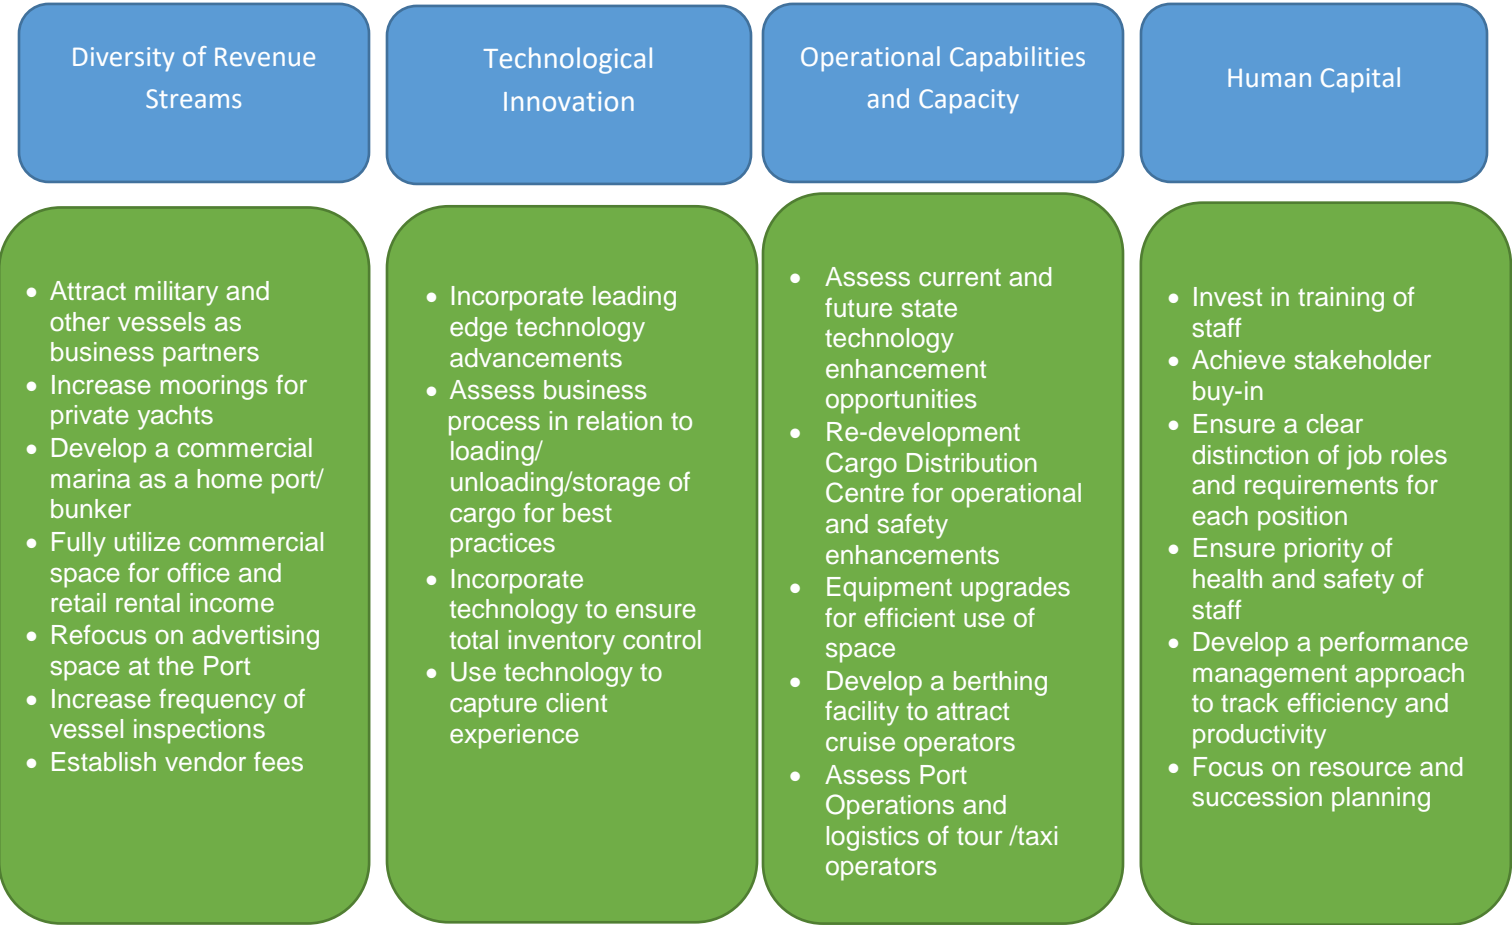 Diversity of Revenue
Streams
Technological
Innovation
Operational Capabilities
and Capacity
Human Capital
• Attract military and
other vessels as
business partners
• Increase moorings for
private yachts
• Develop a commercial
marina as a home port/
bunker
• Fully utilize commercial
space for office and
retail rental income
• Refocus on advertising
space at the Port
• Increase frequency of
vessel inspections
• Establish vendor fees
• Incorporate leading
edge technology
advancements
• Assess business
process in relation to
loading/
unloading/storage of
cargo for best
practices
• Incorporate
technology to ensure
total inventory control
• Use technology to
capture client
experience
• Assess current and
future state
technology
enhancement
opportunities
• Re-development
Cargo Distribution
Centre for operational
and safety
enhancements
• Equipment upgrades
for efficient use of
space
• Develop a berthing
facility to attract
cruise operators
• Assess Port
Operations and
logistics of tour /taxi
operators
• Invest in training of
staff
• Achieve stakeholder
buy-in
• Ensure a clear
distinction of job roles
and requirements for
each position
• Ensure priority of
health and safety of
staff
• Develop a performance
management approach
to track efficiency and
productivity
• Focus on resource and
succession planning